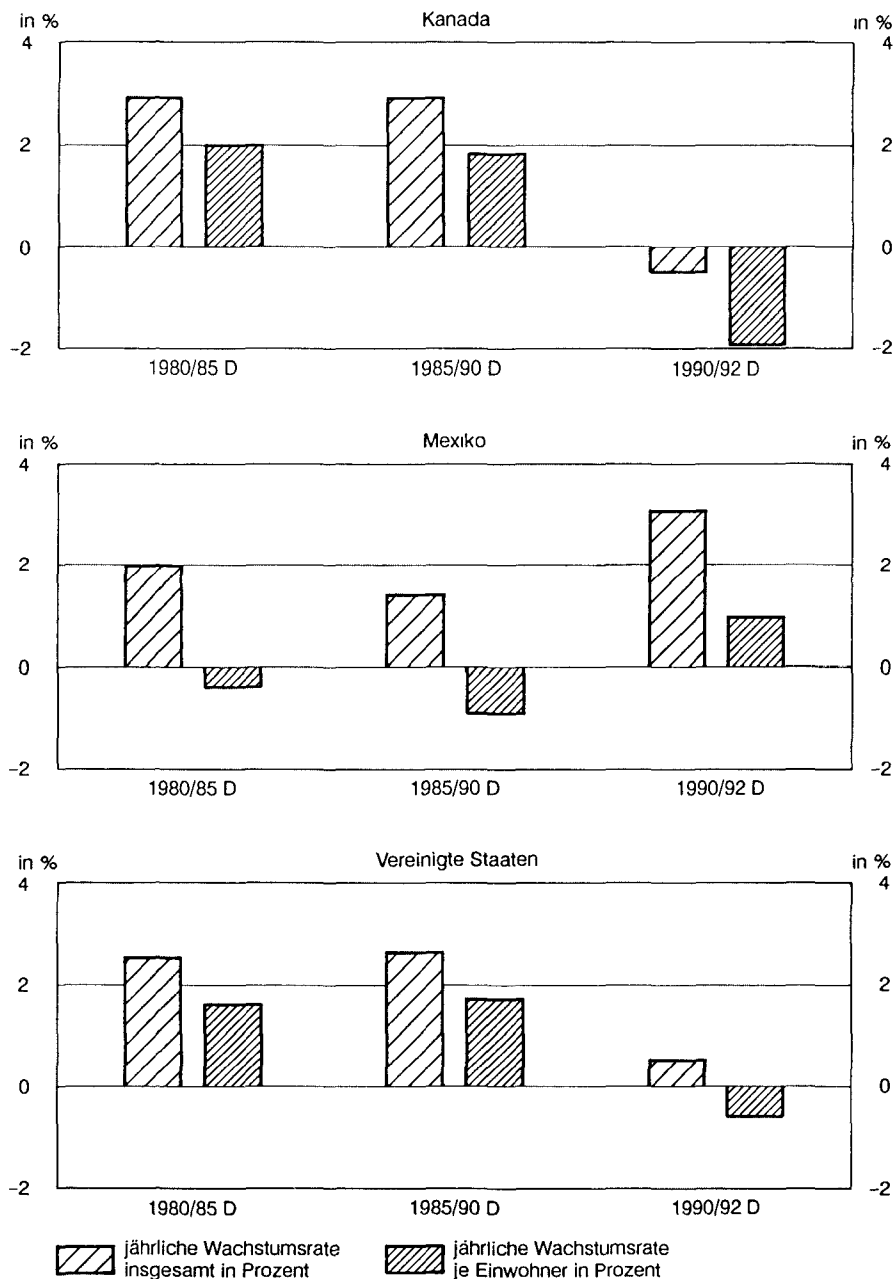 in % Kanada in %
4 4
2 2
0 0
-2 -2
1980/85 D 1985/90 D 1990/92 D
in % Mexiko in %
4 4
2 2
0 0
-2 -2
1980/85 D 1985/90 D 1990/92 D
in % Vereinigte Staaten in %
4 4
2 2
0 0
-2 -2
1980/85 D 1985/90 D 1990/92 D
jährliche Wachstumsrate
insgesamt in Prozent
jährliche Wachstumsrate
je Einwohner in Prozent